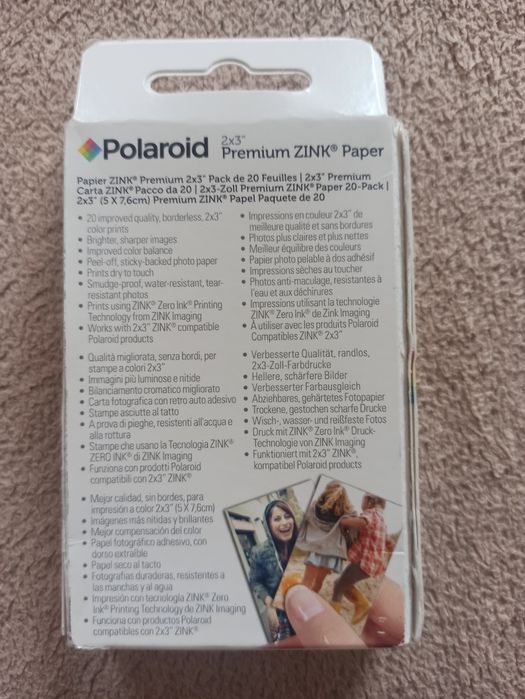 Polaroid 2x3"
Premium ZINK® Paper
Papier ZINK® Premium 2x3" Pack de 20 Feuilles | 2x3" Premium
Carta ZINK® Pacco da 20 | 2x3-Zoll Premium ZINK® Paper 20-Pack |
2x3" (5 X 7,6cm) Premium ZINK® Papel Paquete de 20
• 20 improved quality, borderless, 2x3"
color prints
• Brighter, sharper images
• Improved color balance
• Peel-off, sticky-backed photo paper
• Prints dry to touch
• Smudge-proof, water-resistant, tear-
resistant photos
• Prints using ZINK® Zero Ink® Printing
Technology from ZINK Imaging
• Works with 2x3" ZINK® compatible
Polaroid products
• Impressions en couleur 2x3" de
meilleure qualité et sans bordures
• Photos plus claires et plus nettes
• Meilleur équilibre des couleurs
• Papier photo pelable à dos adhésif
• Impressions sèches au toucher
• Photos anti-maculage, resistantes à
l'eau et aux déchirures
• Impressions utilisant la technologie
ZINK® Zero Ink® de Zink Imaging
• À utiliser avec les produits Polaroid
Compatibles ZINK® 2x3"
• Qualità migliorata, senza bordi, per
stampe a colori 2x3"
• Immagini più luminose e nitide
• Bilanciamento cromatico migliorato
• Carta fotografica con retro auto adesivo
• Stampe asciutte al tatto
• A prova di pieghe, resistenti all'acqua e
alla rottura
• Stampe che usano la Tecnologia ZINK®
ZERO INK® di ZINK Imaging
• Funziona con prodotti Polaroid
compatibili con 2x3" ZINK®
• Verbesserte Qualität, randlos,
2x3-Zoll-Farbdrucke
• Hellere, schärfere Bilder
• Verbesserter Farbausgleich
• Abziehbares, gehärtetes Fotopapier
• Trockene, gestochen scharfe Drucke
• Wisch-, wasser- und reißfeste Fotos
• Druck mit ZINK® Zero Ink® Druck-
Technologie von ZINK Imaging
• Funktioniert mit 2x3" ZINK®,
kompatibel Polaroid products
• Mejor calidad, sin bordes, para
impresión a color 2x3" (5 X 7,6cm)
• Imágenes más nitidas y brillantes
• Mejor compensación del color
• Papel fotográfico adhesivo, con
dorso extraíble
• Papel seco al tacto
• Fotografias duraderas, resistentes a
las manchas y al agua
• Impresión con tecnología ZINK® Zero
Ink® Printing Technology de ZINK Imaging
• Funciona con productos Polaroid
compatibles con 2x3" ZINK®